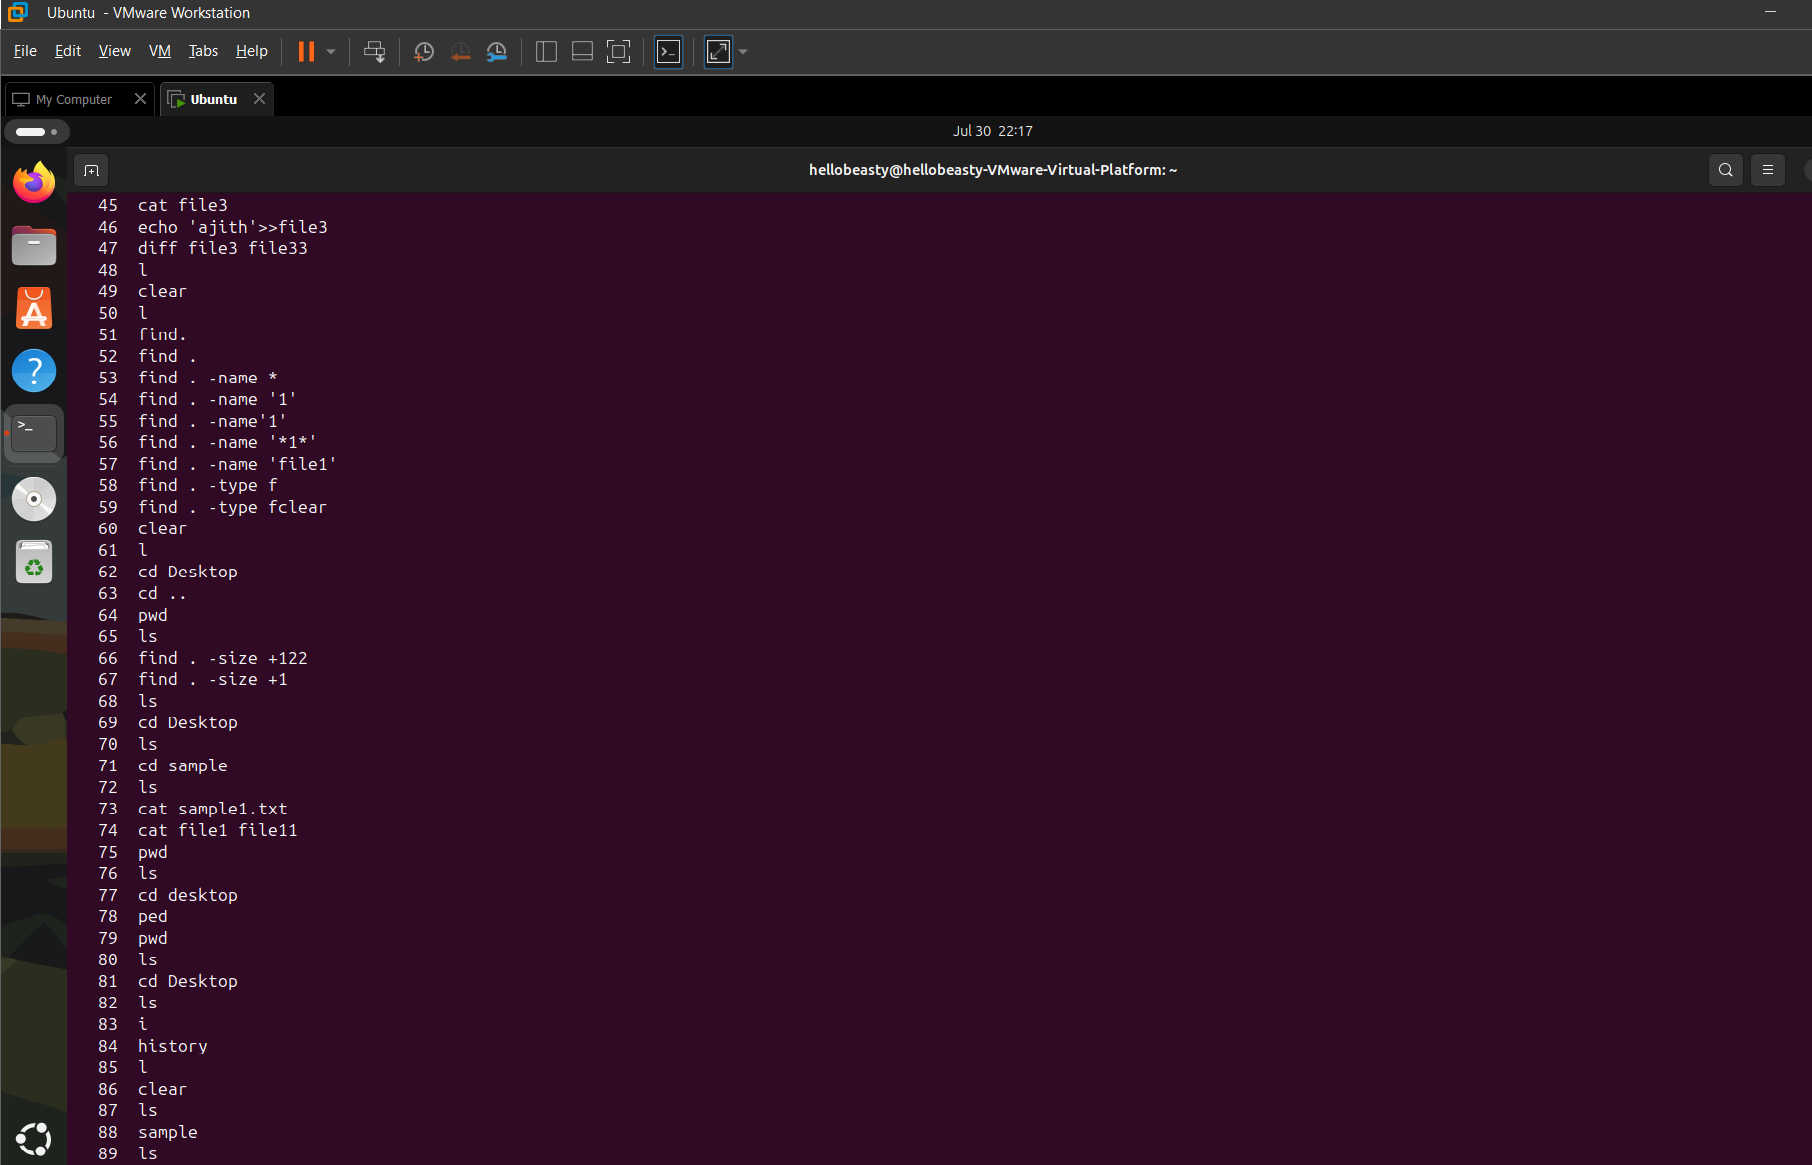 Ubuntu - VMware Workstation
File Edit View VM Tabs Help
My Computer Ubuntu
Jul 30 22:17
hellobeasty@hellobeasty-VMware-Virtual-Platform: ~
45 cat file3
46 echo 'ajith'>>file3
47 diff file3 file33
48 l
49 clear
50 l
51 find.
52 find .
53 find . -name *
54 find . -name '1'
55 find . -name'1'
56 find . -name '*1*'
57 find . -name 'file1'
58 find . -type f
59 find . -type fclear
60 clear
61 l
62 cd Desktop
63 cd ..
64 pwd
65 ls
66 find . -size +122
67 find . -size +1
68 ls
69 cd Desktop
70 ls
71 cd sample
72 ls
73 cat sample1.txt
74 cat file1 file11
75 pwd
76 ls
77 cd desktop
78 ped
79 pwd
80 ls
81 cd Desktop
82 ls
83 i
84 history
85 l
86 clear
87 ls
88 sample
89 ls